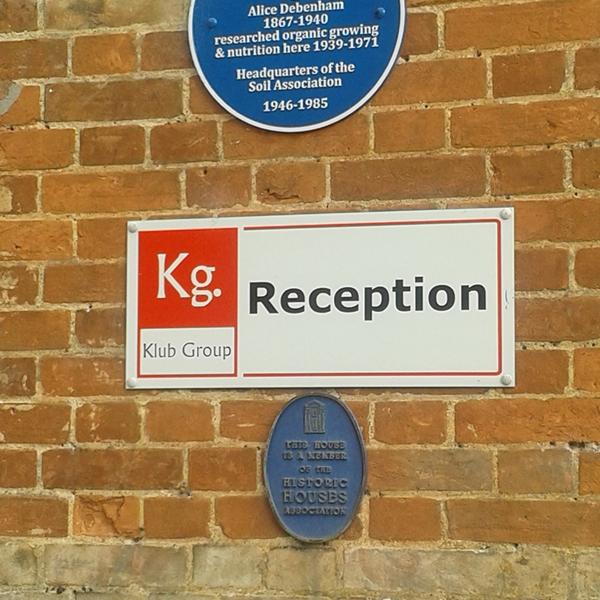 Alice Debenham
1867-1940
researched organic growing
& nutrition here 1939-1971
Headquarters of the
Soil Association
1946-1985
Kg.
Klub Group
Reception
THIS HOUSE
IS A MEMBER
OF THE
HISTORIC
HOUSES
ASSOCIATION